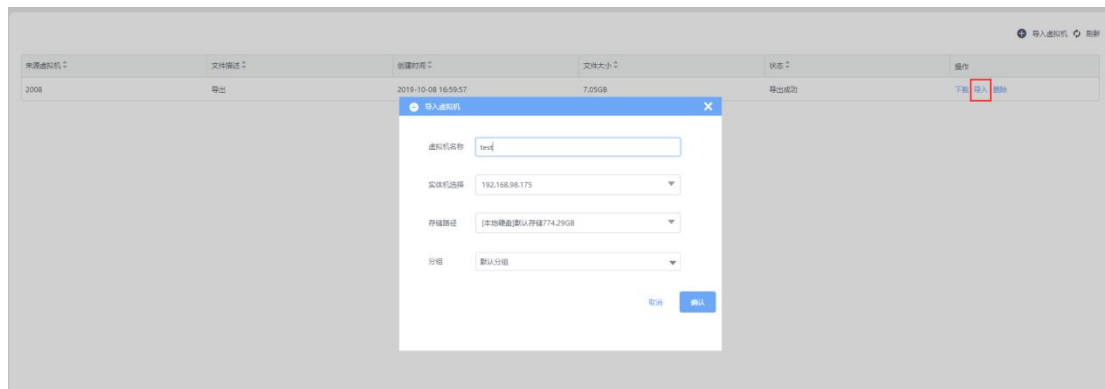 导入虚拟机 刷新
来源虚拟机 文件描述 创建时间 文件大小 状态 操作
2008 导出 2019-10-08 16:59:57 7.05GB 导出成功 下载 导入 删除
导入虚拟机
虚拟机名称 test
实体机选择 192.168.98.175
存储路径 [本地硬盘]默认存储774.29GB
分组 默认分组
取消 确认